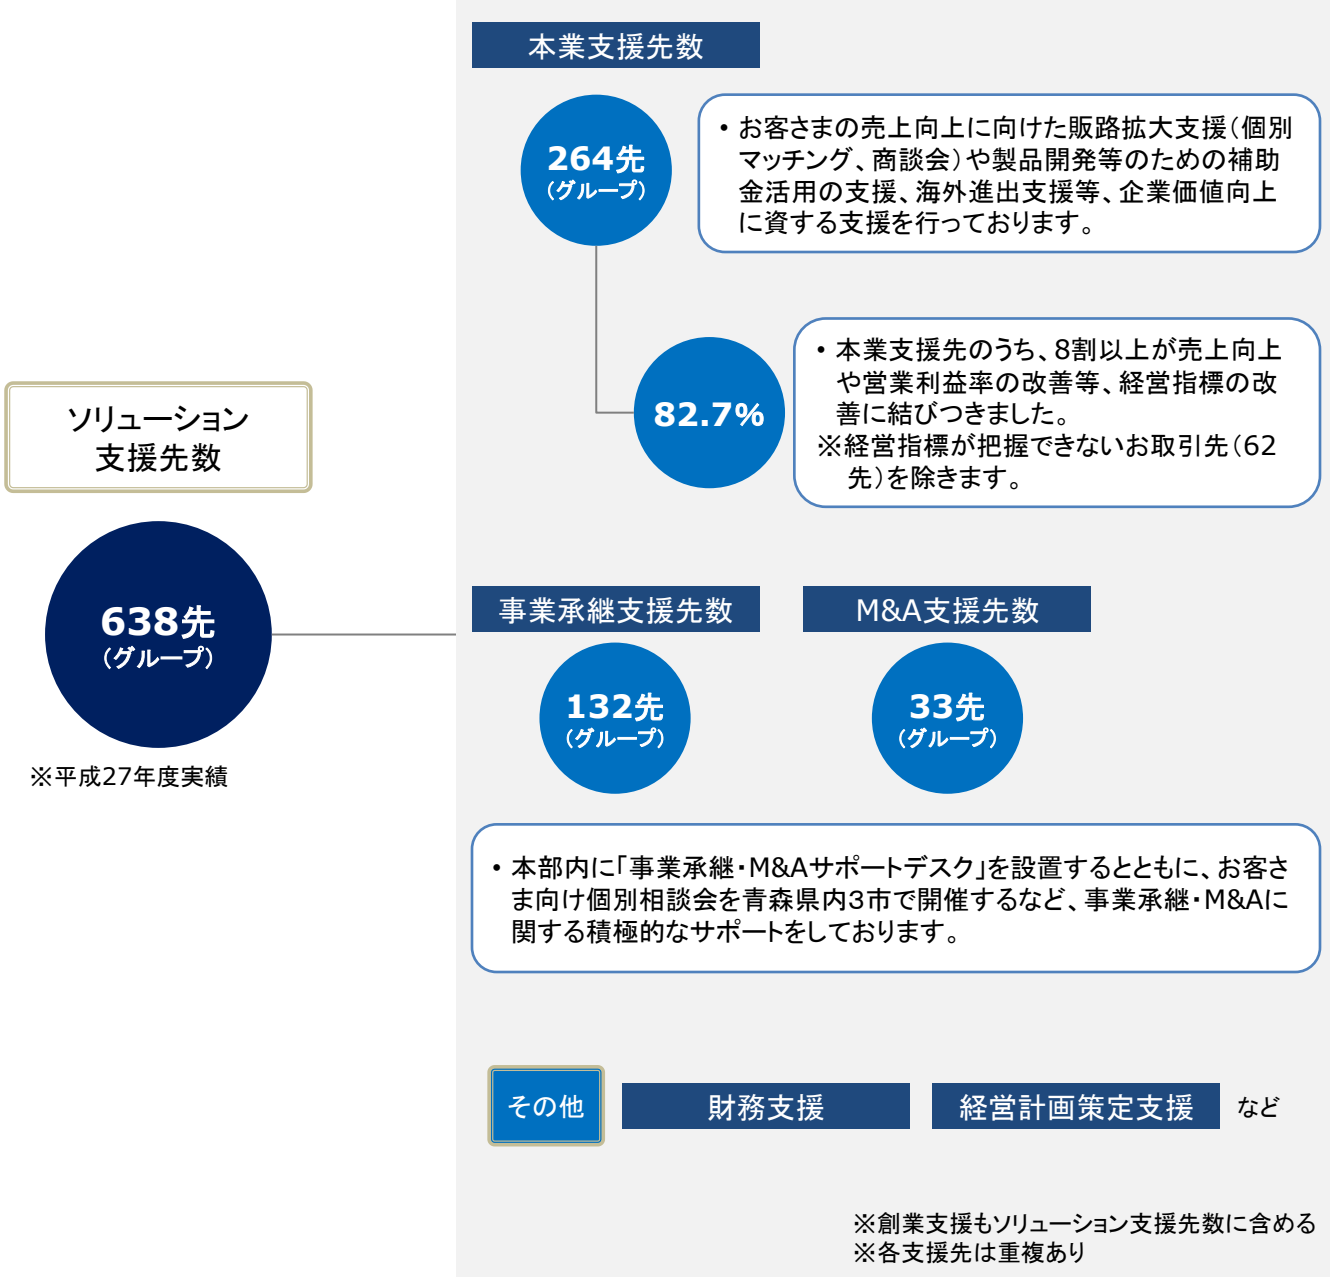 ソリューション
支援先数
638先
（グループ）
※平成27年度実績
本業支援先数
264先
（グループ）
・お客さまの売上向上に向けた販路拡大支援（個別
マッチング、商談会）や製品開発等のための補助
金活用の支援、海外進出支援等、企業価値向上
に資する支援を行っております。
82.7%
・本業支援先のうち、8割以上が売上向上
や営業利益率の改善等、経営指標の改
善に結びつきました。
※経営指標が把握できないお取引先（62
先）を除きます。
事業承継支援先数
132先
（グループ）
M&A支援先数
33先
（グループ）
・本部内に「事業承継・M&Aサポートデスク」を設置するとともに、お客さ
ま向け個別相談会を青森県内３市で開催するなど、事業承継・M&Aに
関する積極的なサポートをしております。
その他
財務支援
経営計画策定支援
など
※創業支援もソリューション支援先数に含める
※各支援先は重複あり